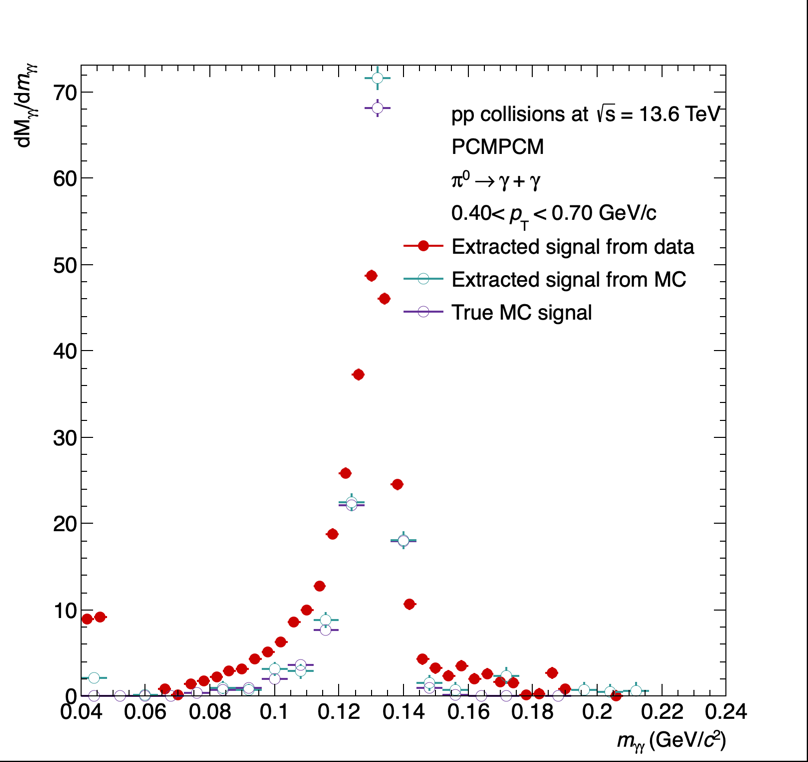 dM_γγ/dm_γγ
70
60
50
40
30
20
10
0
pp collisions at √s = 13.6 TeV
PCMPCM
π⁰ → γ + γ
0.40< p_T < 0.70 GeV/c
Extracted signal from data
Extracted signal from MC
True MC signal
0.04 0.06 0.08 0.1 0.12 0.14 0.16 0.18 0.2 0.22 0.24
m_γγ (GeV/c²)